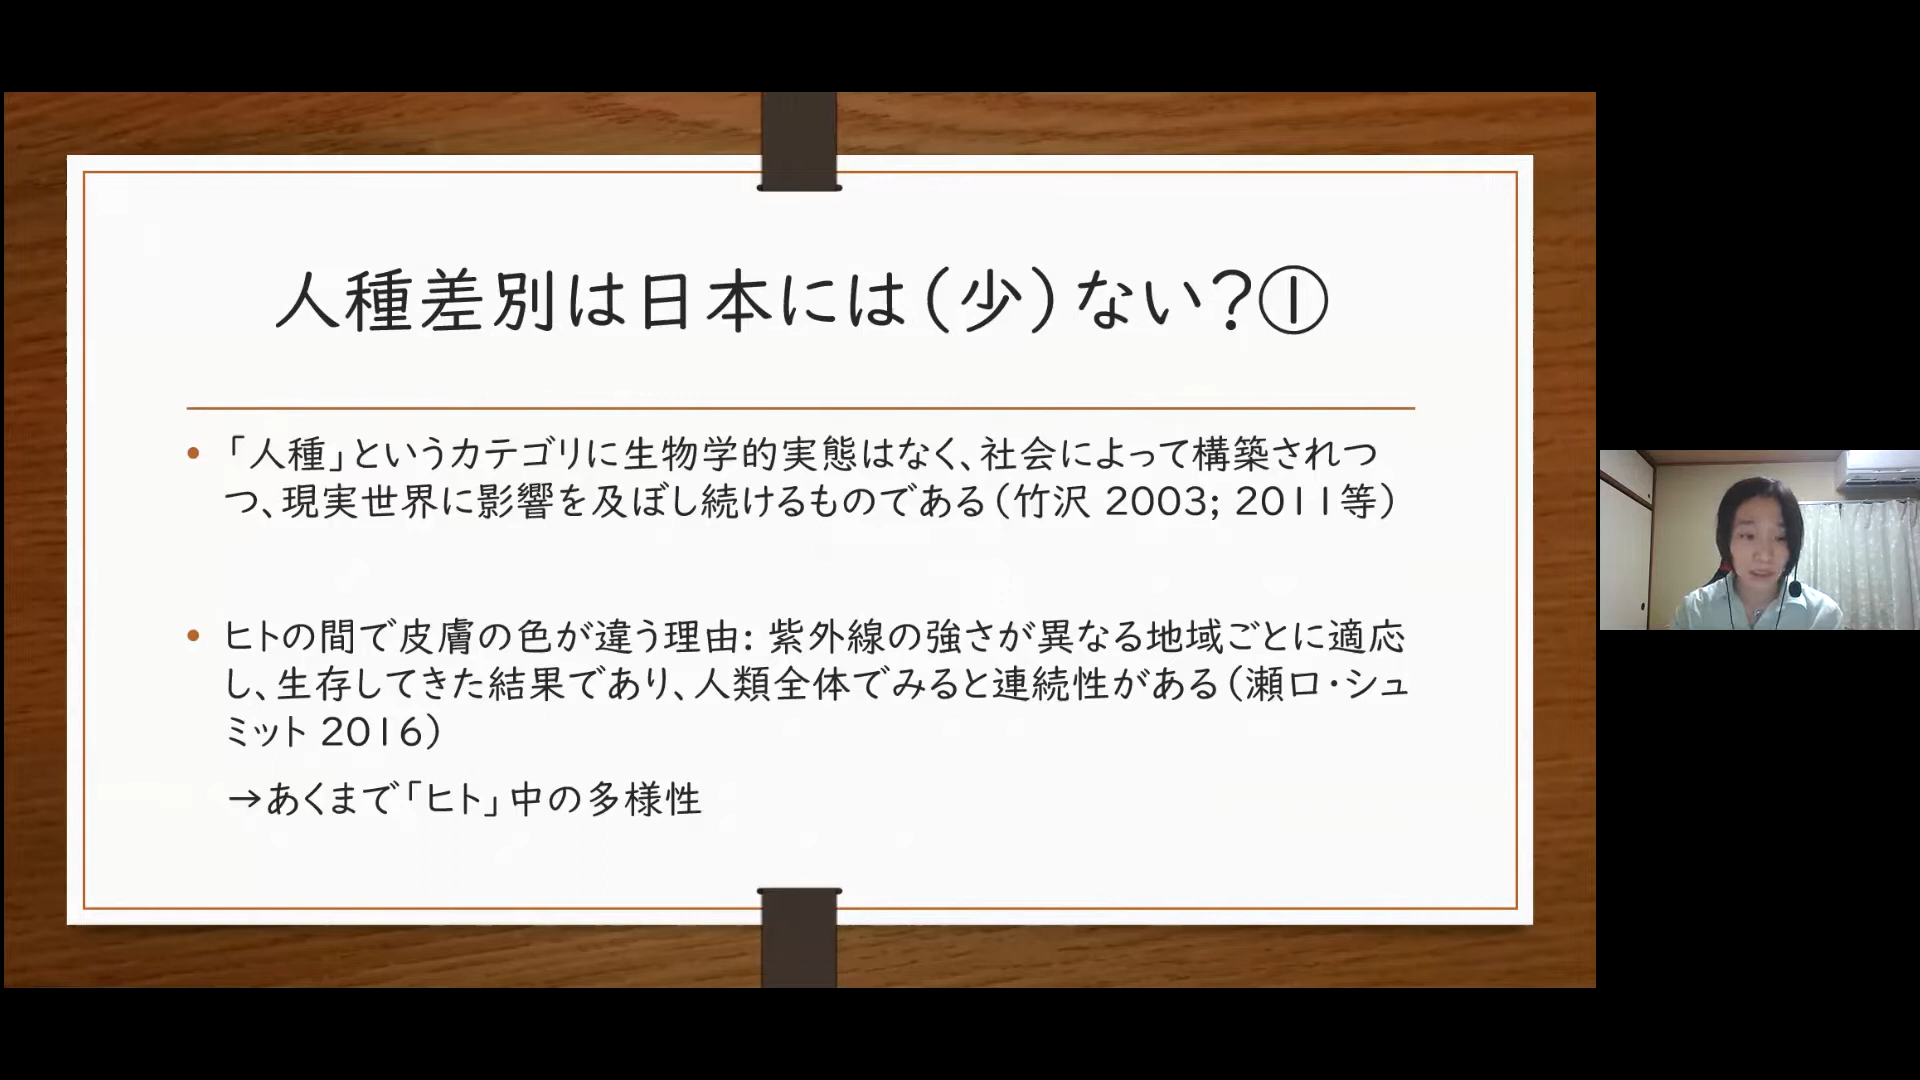 人種差別は日本には（少）ない？①
• 「人種」というカテゴリに生物学的実態はなく、社会によって構築されつ
つ、現実世界に影響を及ぼし続けるものである（竹沢 2003; 2011等）
• ヒトの間で皮膚の色が違う理由: 紫外線の強さが異なる地域ごとに適応
し、生存してきた結果であり、人類全体でみると連続性がある（瀬口・シュ
ミット 2016）
→あくまで「ヒト」中の多様性